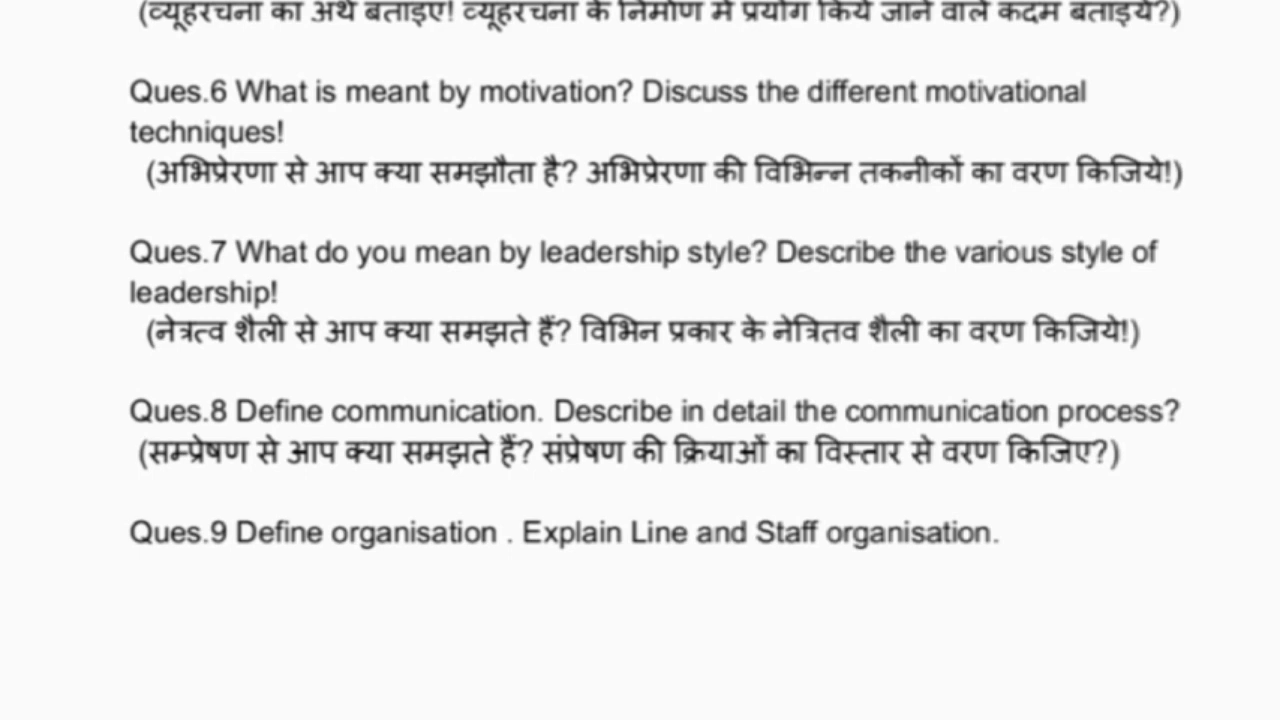 (व्यूहरचना का अर्थ बताइए! व्यूहरचना के निर्माण में प्रयोग किये जाने वाले कदम बताइये?)
Ques.6 What is meant by motivation? Discuss the different motivational
techniques!
(अभिप्रेरणा से आप क्या समझौता है? अभिप्रेरणा की विभिन्न तकनीकों का वरण किजिये!)
Ques.7 What do you mean by leadership style? Describe the various style of
leadership!
(नेत्रत्व शैली से आप क्या समझते हैं? विभिन प्रकार के नेत्रितव शैली का वरण किजिये!)
Ques.8 Define communication. Describe in detail the communication process?
(सम्प्रेषण से आप क्या समझते हैं? संप्रेषण की क्रियाओं का विस्तार से वरण किजिए?)
Ques.9 Define organisation . Explain Line and Staff organisation.